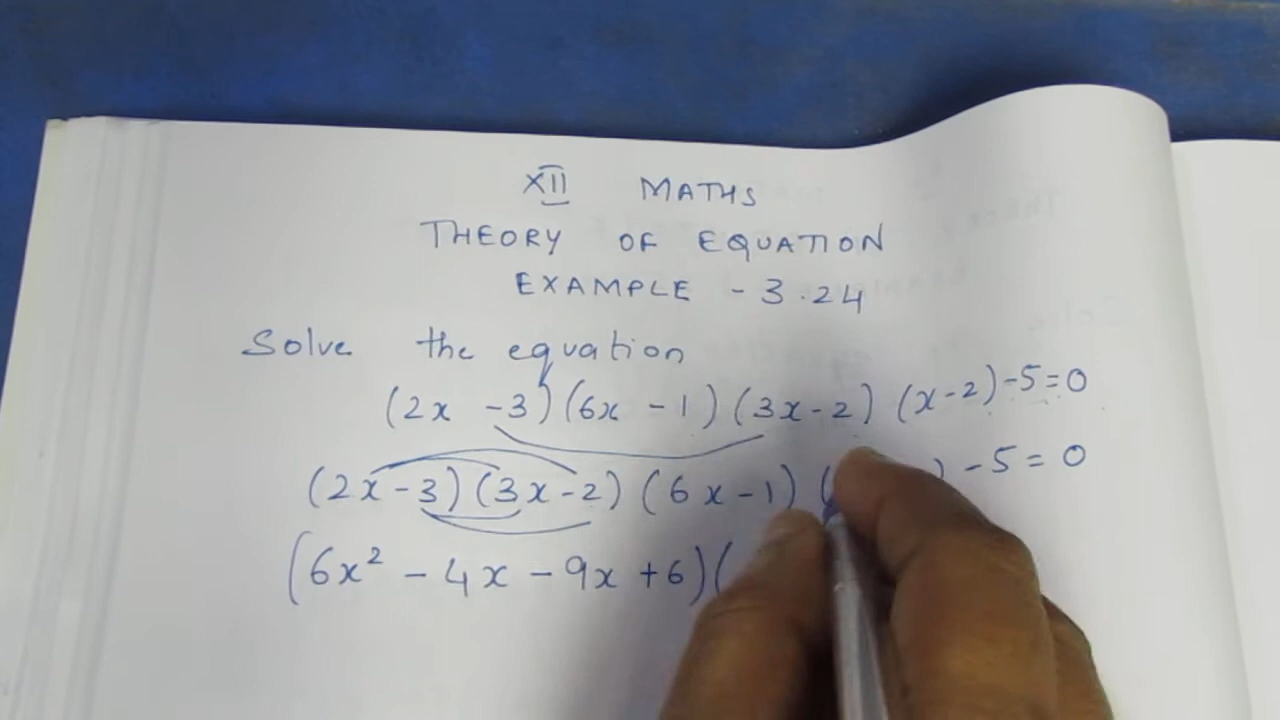 XII MATHS
THEORY OF EQUATION
EXAMPLE - 3.24
Solve the equation
(2x - 3)(6x - 1)(3x - 2)(x - 2) - 5 = 0
(2x - 3)(3x - 2)(6x - 1)( ) - 5 = 0
(6x² - 4x - 9x + 6)(